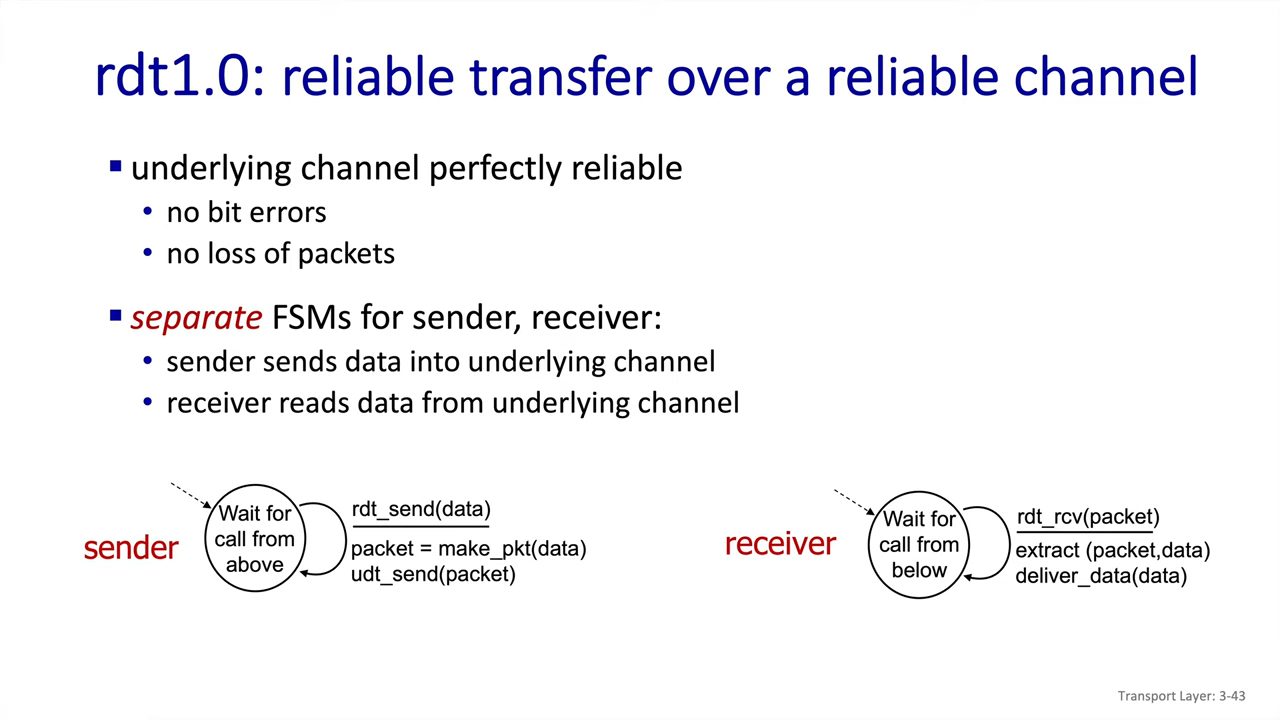 rdt1.0: reliable transfer over a reliable channel
▪ underlying channel perfectly reliable
• no bit errors
• no loss of packets
▪ separate FSMs for sender, receiver:
• sender sends data into underlying channel
• receiver reads data from underlying channel
sender
Wait for
call from
above
rdt_send(data)
packet = make_pkt(data)
udt_send(packet)
receiver
Wait for
call from
below
rdt_rcv(packet)
extract (packet,data)
deliver_data(data)
Transport Layer: 3-43